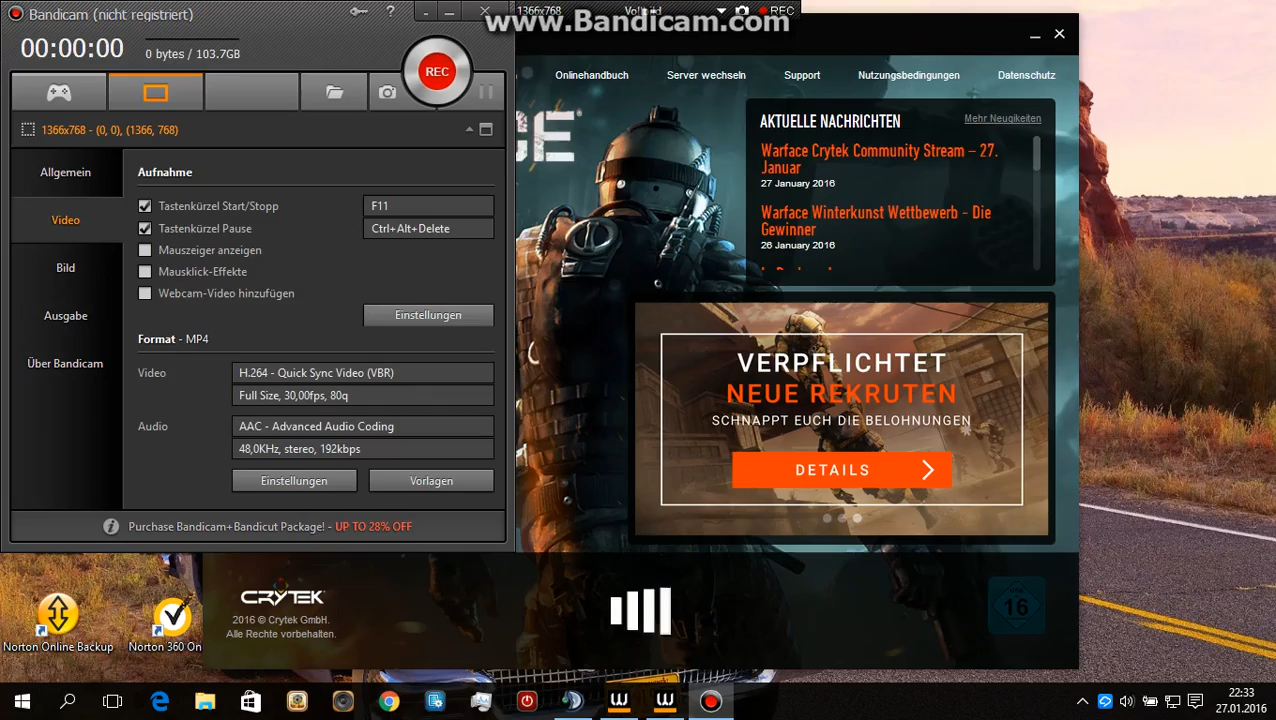 Bandicam (nicht registriert)
?
1366x768
Vollbild
REC
www.Bandicam.com
00:00:00
0 bytes / 103.7GB
REC
1366x768 - (0, 0), (1366, 768)
Allgemein
Video
Bild
Ausgabe
Über Bandicam
Aufnahme
Tastenkürzel Start/Stopp
F11
Tastenkürzel Pause
Ctrl+Alt+Delete
Mauszeiger anzeigen
Mausklick-Effekte
Webcam-Video hinzufügen
Einstellungen
Format - MP4
Video
H.264 - Quick Sync Video (VBR)
Full Size, 30,00fps, 80q
Audio
AAC - Advanced Audio Coding
48,0KHz, stereo, 192kbps
Einstellungen
Vorlagen
Purchase Bandicam+Bandicut Package! - UP TO 28% OFF
Onlinehandbuch
Server wechseln
Support
Nutzungsbedingungen
Datenschutz
CE
AKTUELLE NACHRICHTEN
Mehr Neuigkeiten
Warface Crytek Community Stream – 27.
Januar
27 January 2016
Warface Winterkunst Wettbewerb - Die
Gewinner
26 January 2016
VERPFLICHTET
NEUE REKRUTEN
SCHNAPPT EUCH DIE BELOHNUNGEN
DETAILS
CRYTEK
2016 © Crytek GmbH.
Alle Rechte vorbehalten.
USK
16
Norton Online Backup
Norton 360 On
22:33
27.01.2016